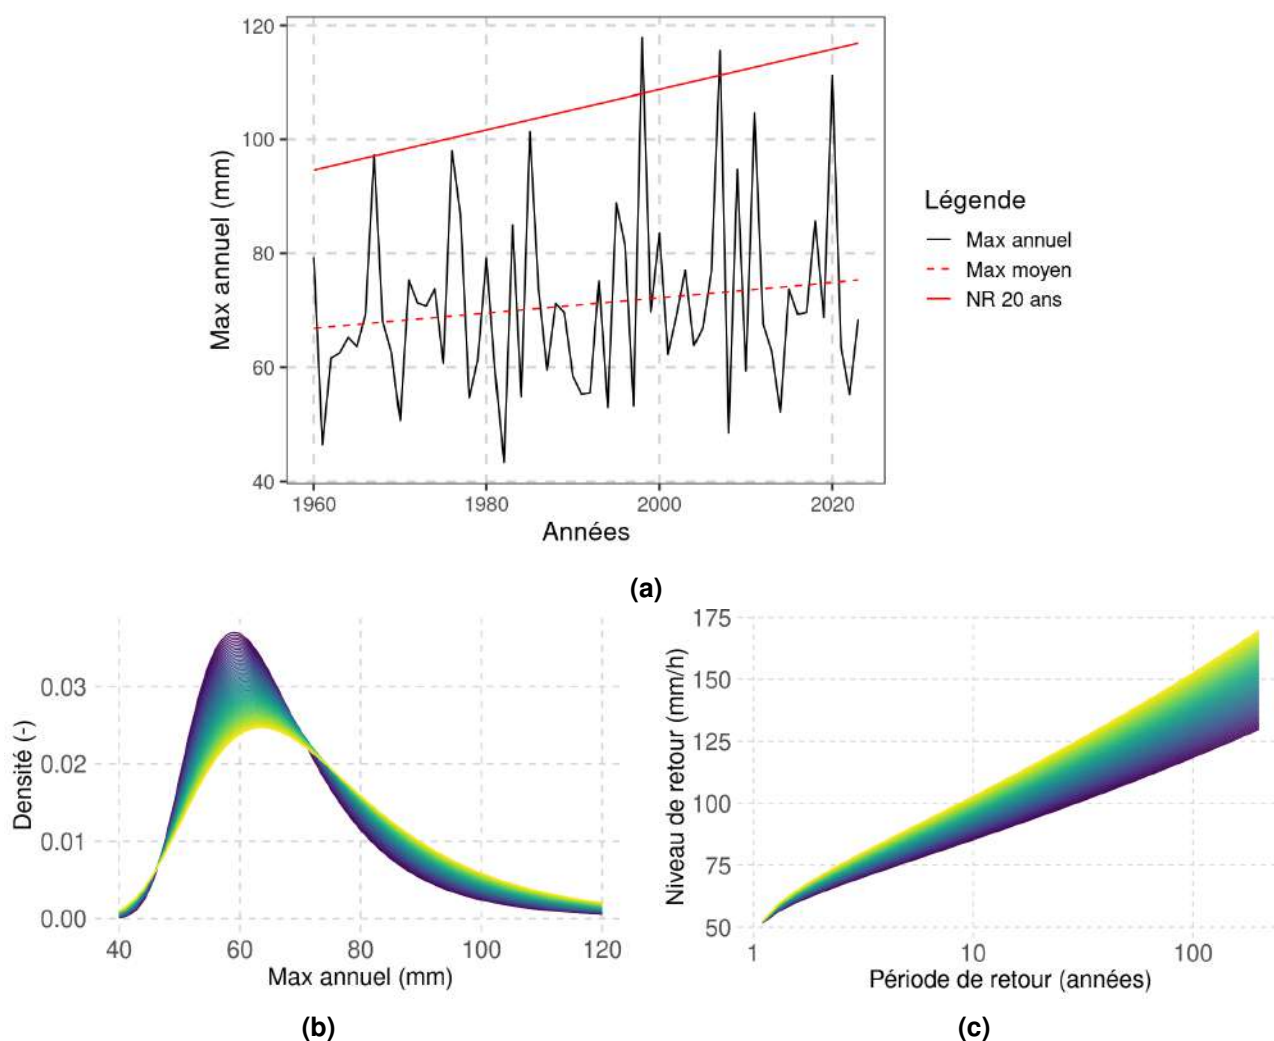 120
100
80
60
40
Max annuel (mm)
1960
1980
2000
2020
Années
Légende
Max annuel
Max moyen
NR 20 ans
(a)
0.03
0.02
0.01
0.00
Densité (-)
40
60
80
100
120
Max annuel (mm)
(b)
175
150
125
100
75
50
Niveau de retour (mm/h)
1
10
100
Période de retour (années)
(c)